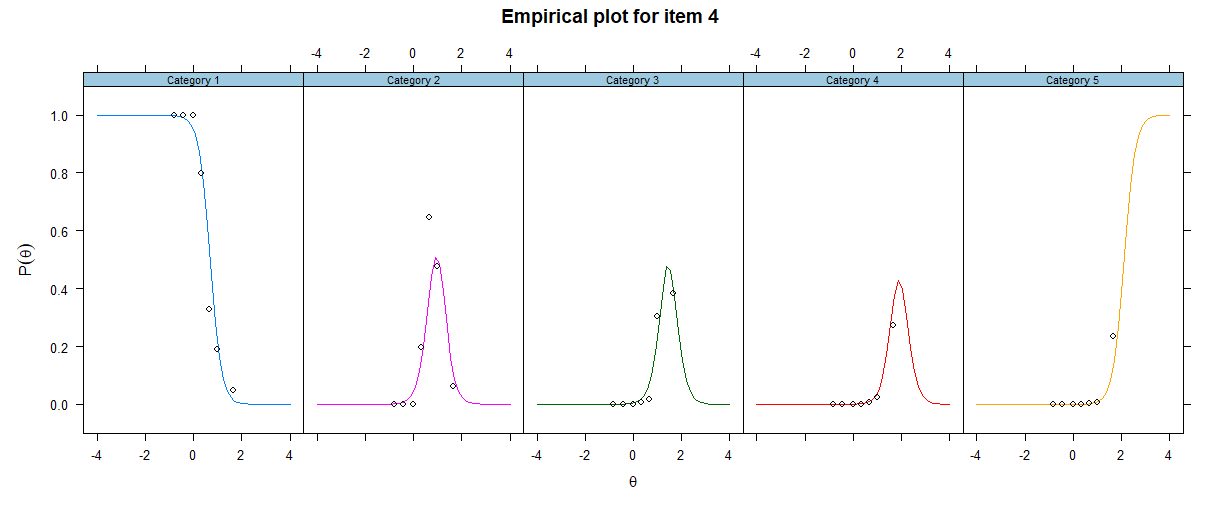 Empirical plot for item 4
-4 -2 0 2 4 -4 -2 0 2 4
Category 1 Category 2 Category 3 Category 4 Category 5
1.0
0.8
0.6
0.4
0.2
0.0
P(θ)
-4 -2 0 2 4 -4 -2 0 2 4 -4 -2 0 2 4
θ